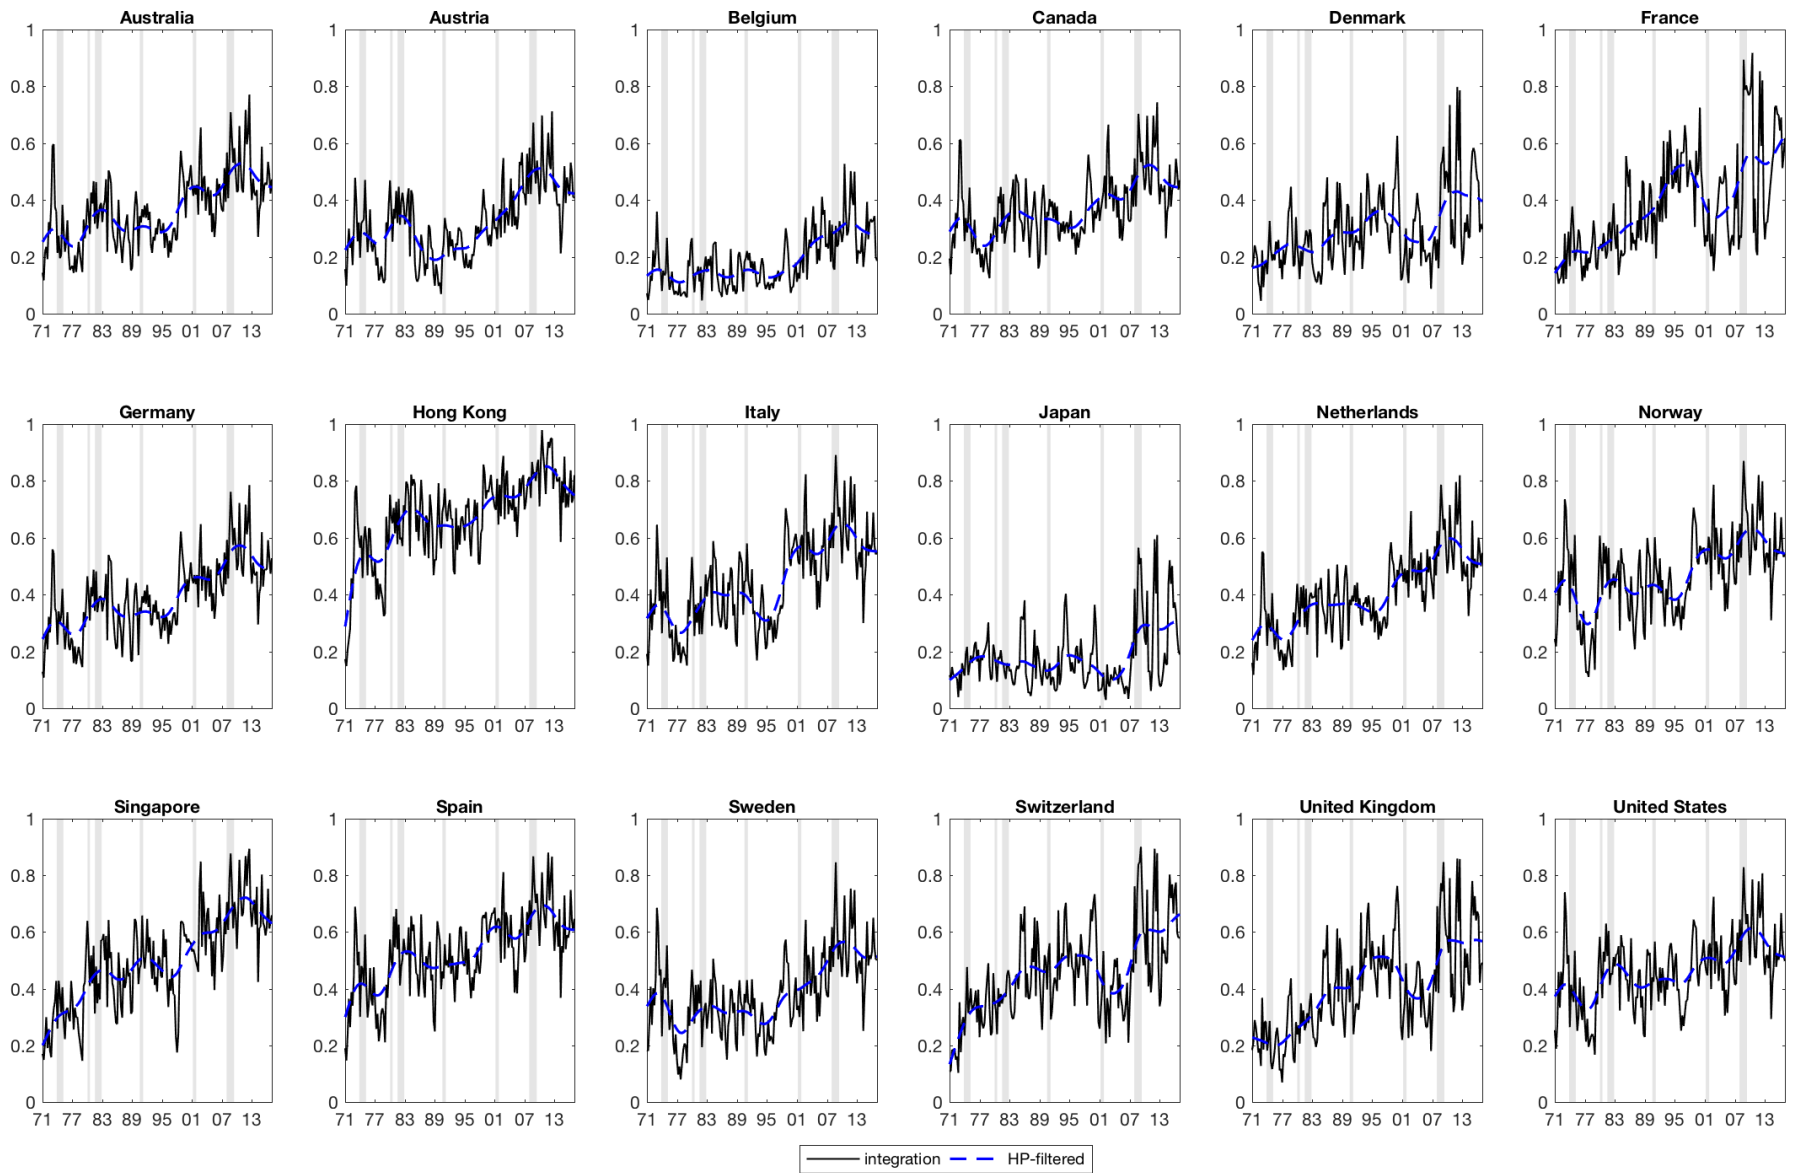 Australia Austria Belgium Canada Denmark France
1 1 1 1 1 1
0.8 0.8 0.8 0.8 0.8 0.8
0.6 0.6 0.6 0.6 0.6 0.6
0.4 0.4 0.4 0.4 0.4 0.4
0.2 0.2 0.2 0.2 0.2 0.2
0 0 0 0 0 0
71 77 83 89 95 01 07 13 71 77 83 89 95 01 07 13 71 77 83 89 95 01 07 13 71 77 83 89 95 01 07 13 71 77 83 89 95 01 07 13 71 77 83 89 95 01 07 13
Germany Hong Kong Italy Japan Netherlands Norway
1 1 1 1 1 1
0.8 0.8 0.8 0.8 0.8 0.8
0.6 0.6 0.6 0.6 0.6 0.6
0.4 0.4 0.4 0.4 0.4 0.4
0.2 0.2 0.2 0.2 0.2 0.2
0 0 0 0 0 0
71 77 83 89 95 01 07 13 71 77 83 89 95 01 07 13 71 77 83 89 95 01 07 13 71 77 83 89 95 01 07 13 71 77 83 89 95 01 07 13 71 77 83 89 95 01 07 13
Singapore Spain Sweden Switzerland United Kingdom United States
1 1 1 1 1 1
0.8 0.8 0.8 0.8 0.8 0.8
0.6 0.6 0.6 0.6 0.6 0.6
0.4 0.4 0.4 0.4 0.4 0.4
0.2 0.2 0.2 0.2 0.2 0.2
0 0 0 0 0 0
71 77 83 89 95 01 07 13 71 77 83 89 95 01 07 13 71 77 83 89 95 01 07 13 71 77 83 89 95 01 07 13 71 77 83 89 95 01 07 13 71 77 83 89 95 01 07 13
integration HP-filtered